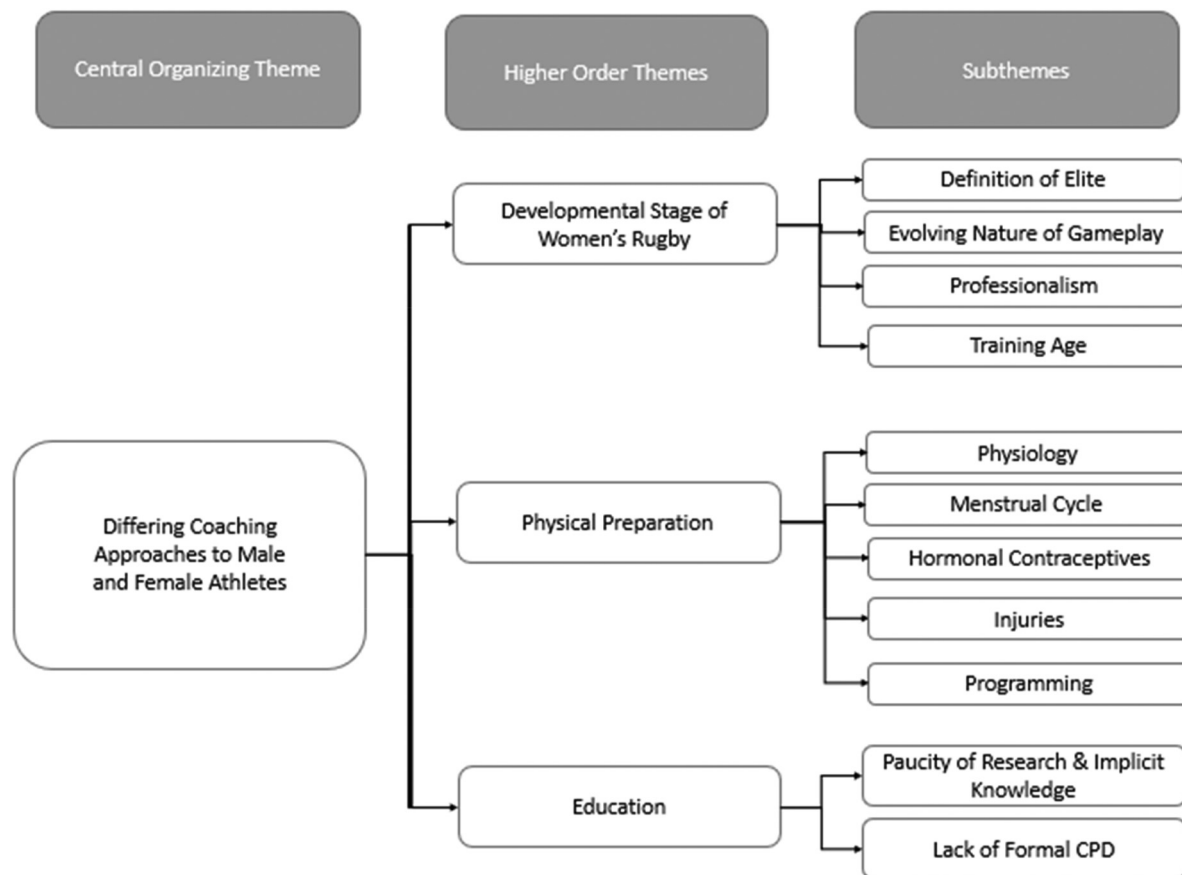 Central Organizing Theme
Higher Order Themes
Subthemes
Differing Coaching
Approaches to Male
and Female Athletes
Developmental Stage of
Women's Rugby
Definition of Elite
Evolving Nature of Gameplay
Professionalism
Training Age
Physical Preparation
Physiology
Menstrual Cycle
Hormonal Contraceptives
Injuries
Programming
Education
Paucity of Research & Implicit
Knowledge
Lack of Formal CPD